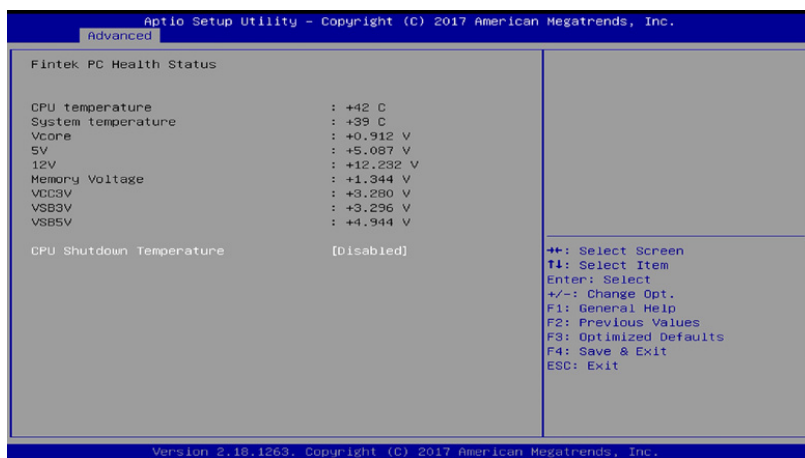 Aptio Setup Utility – Copyright (C) 2017 American Megatrends, Inc.
Advanced
Fintek PC Health Status
CPU temperature : +42 C
System temperature : +39 C
Vcore : +0.912 V
5V : +5.087 V
12V : +12.232 V
Memory Voltage : +1.344 V
VCC3V : +3.280 V
VSB3V : +3.296 V
VSB5V : +4.944 V
CPU Shutdown Temperature [Disabled]
→←: Select Screen
↑↓: Select Item
Enter: Select
+/-: Change Opt.
F1: General Help
F2: Previous Values
F3: Optimized Defaults
F4: Save & Exit
ESC: Exit
Version 2.18.1263. Copyright (C) 2017 American Megatrends, Inc.